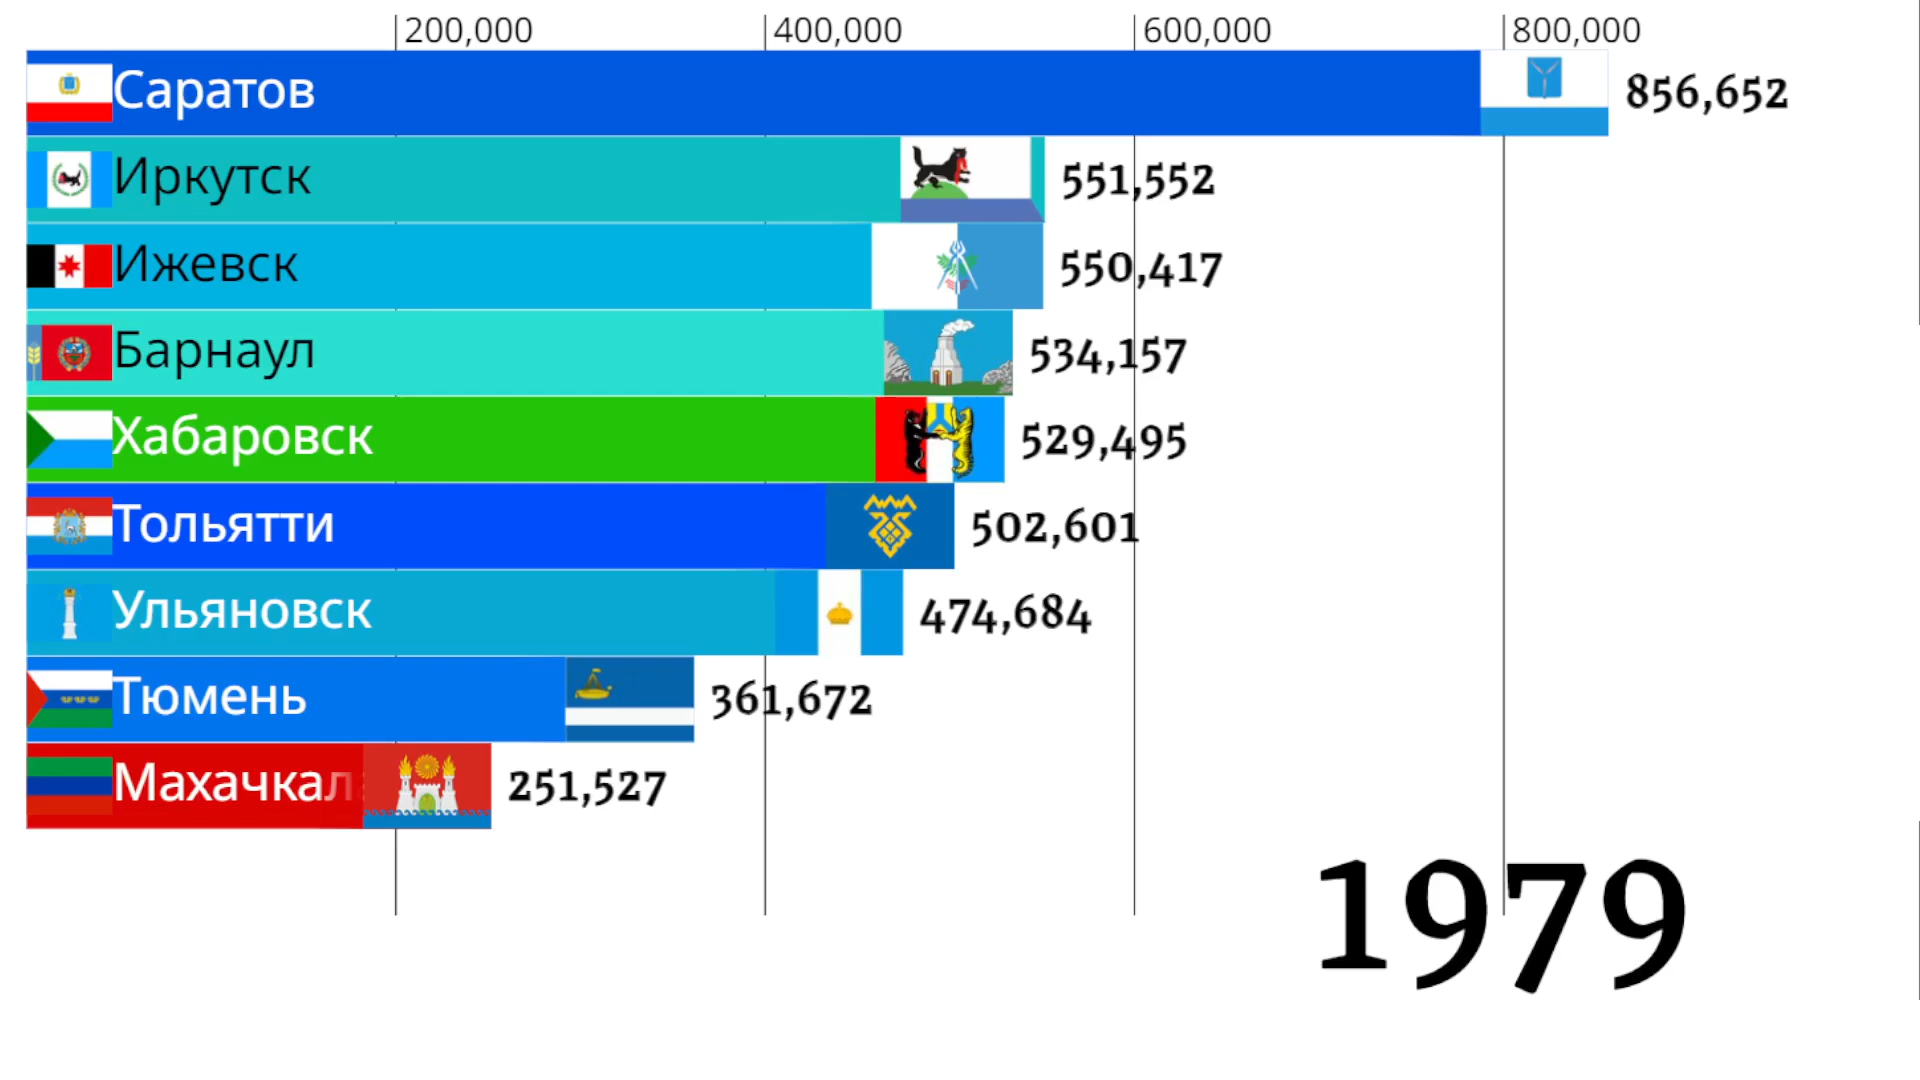 200,000 400,000 600,000 800,000
Саратов 856,652
Иркутск 551,552
Ижевск 550,417
Барнаул 534,157
Хабаровск 529,495
Тольятти 502,601
Ульяновск 474,684
Тюмень 361,672
Махачкала 251,527
1979